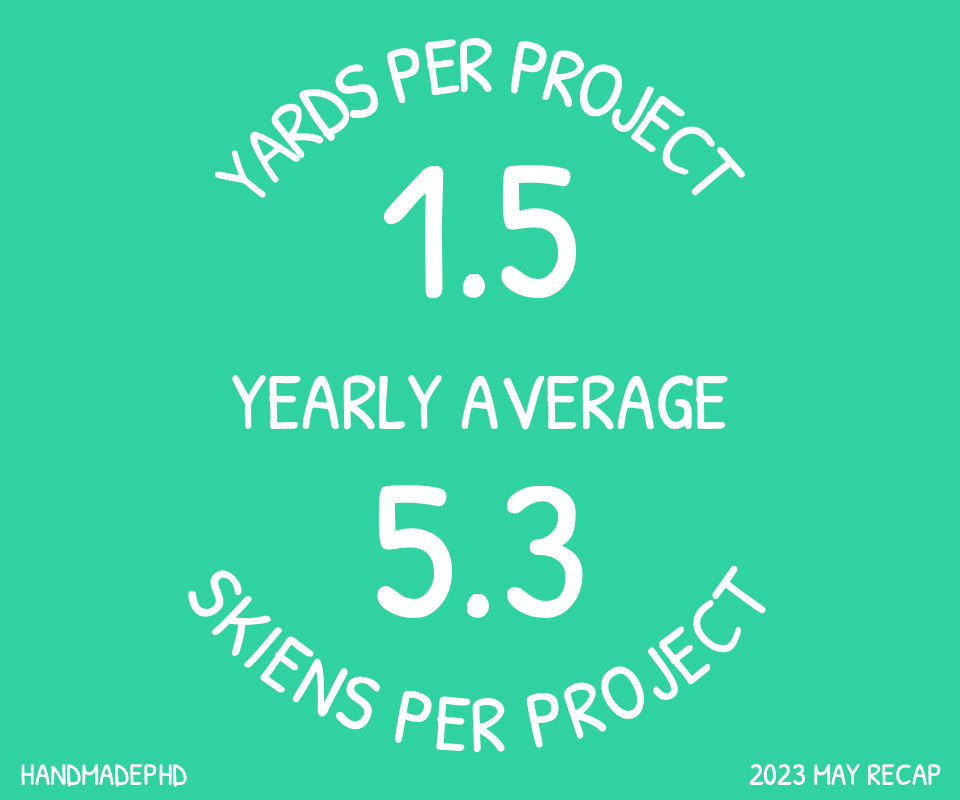 YARDS PER PROJECT
1.5
YEARLY AVERAGE
5.3
SKIENS PER PROJECT
HANDMADEPHD
2023 MAY RECAP